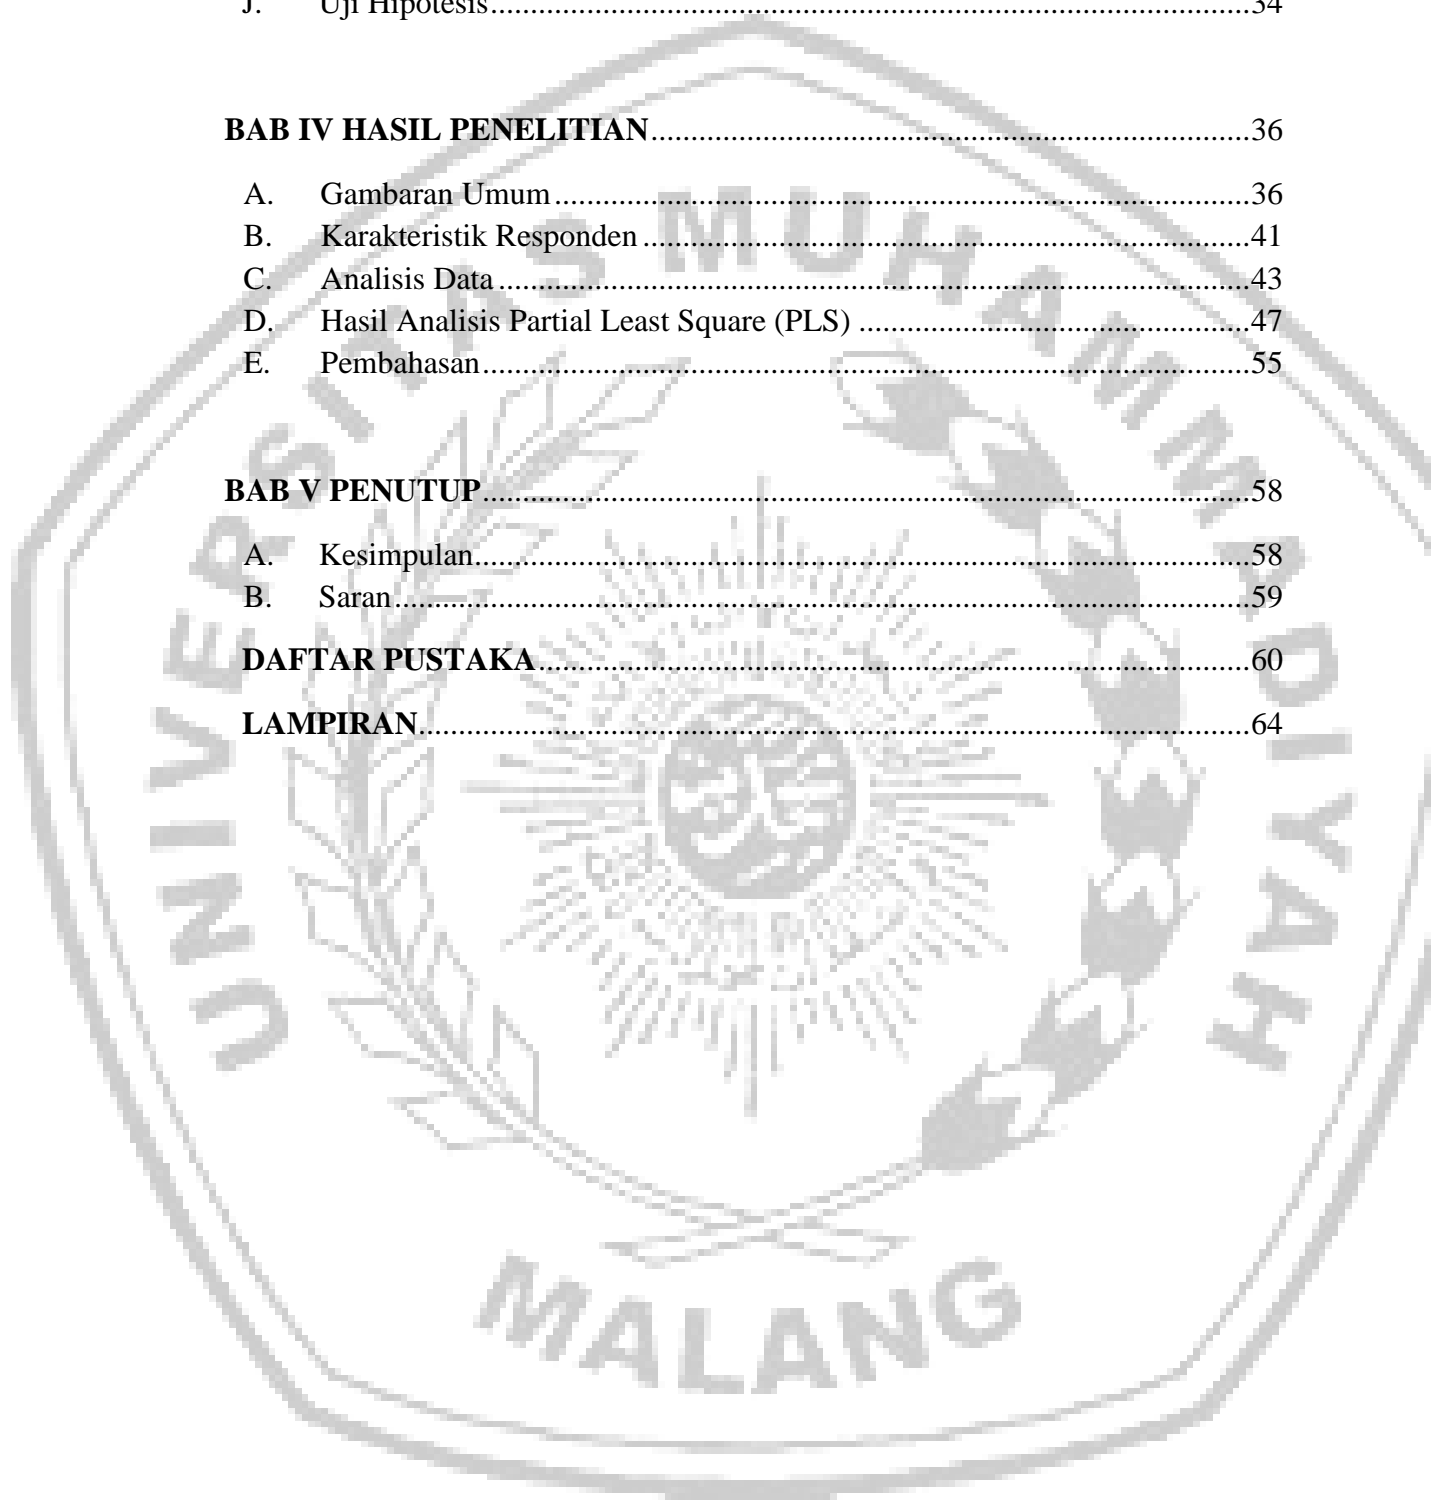 J. Uji Hipotesis..........34
BAB IV HASIL PENELITIAN..........36
A. Gambaran Umum..........36
B. Karakteristik Responden..........41
C. Analisis Data..........43
D. Hasil Analisis Partial Least Square (PLS)..........47
E. Pembahasan..........55
BAB V PENUTUP..........58
A. Kesimpulan..........58
B. Saran..........59
DAFTAR PUSTAKA..........60
LAMPIRAN..........64
UNIVERSITAS MUHAMMADIYAH
MALANG